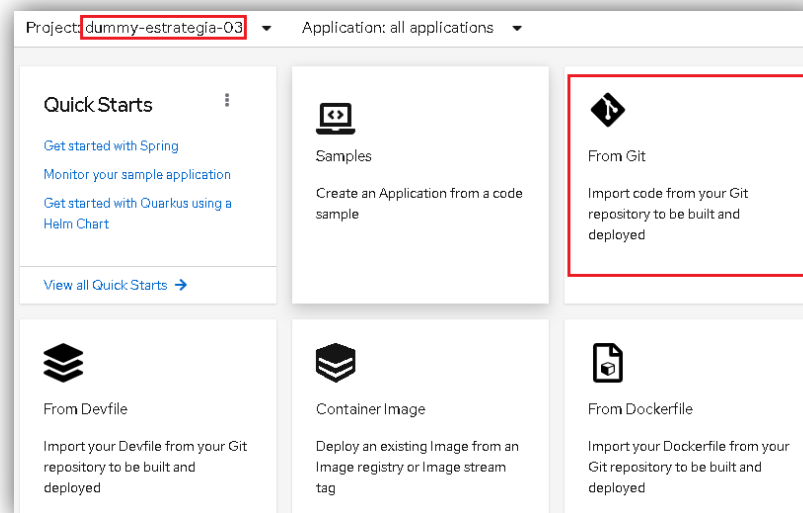 Project: dummy-estrategia-03
Application: all applications
Quick Starts
Get started with Spring
Monitor your sample application
Get started with Quarkus using a
Helm Chart
View all Quick Starts
Samples
Create an Application from a code
sample
From Git
Import code from your Git
repository to be built and
deployed
From Devfile
Import your Devfile from your Git
repository to be built and
deployed
Container Image
Deploy an existing Image from an
Image registry or Image stream
tag
From Dockerfile
Import your Dockerfile from your
Git repository to be built and
deployed